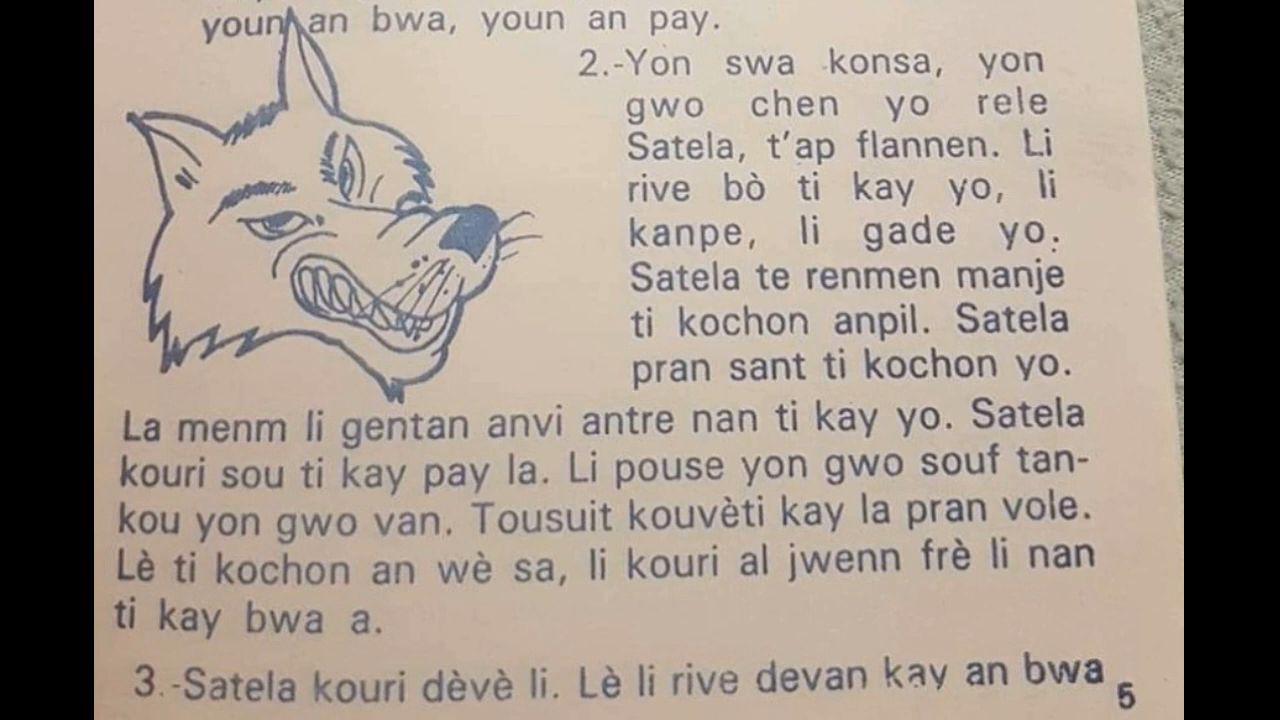 youn an bwa, youn an pay.
2.-Yon swa konsa, yon
gwo chen yo rele
Satela, t'ap flannen. Li
rive bò ti kay yo, li
kanpe, li gade yo.
Satela te renmen manje
ti kochon anpil. Satela
pran sant ti kochon yo.
La menm li gentan anvi antre nan ti kay yo. Satela
kouri sou ti kay pay la. Li pouse yon gwo souf tan-
kou yon gwo van. Tousuit kouvèti kay la pran vole.
Lè ti kochon an wè sa, li kouri al jwenn frè li nan
ti kay bwa a.
3.-Satela kouri dèvè li. Lè li rive devan kay an bwa
5